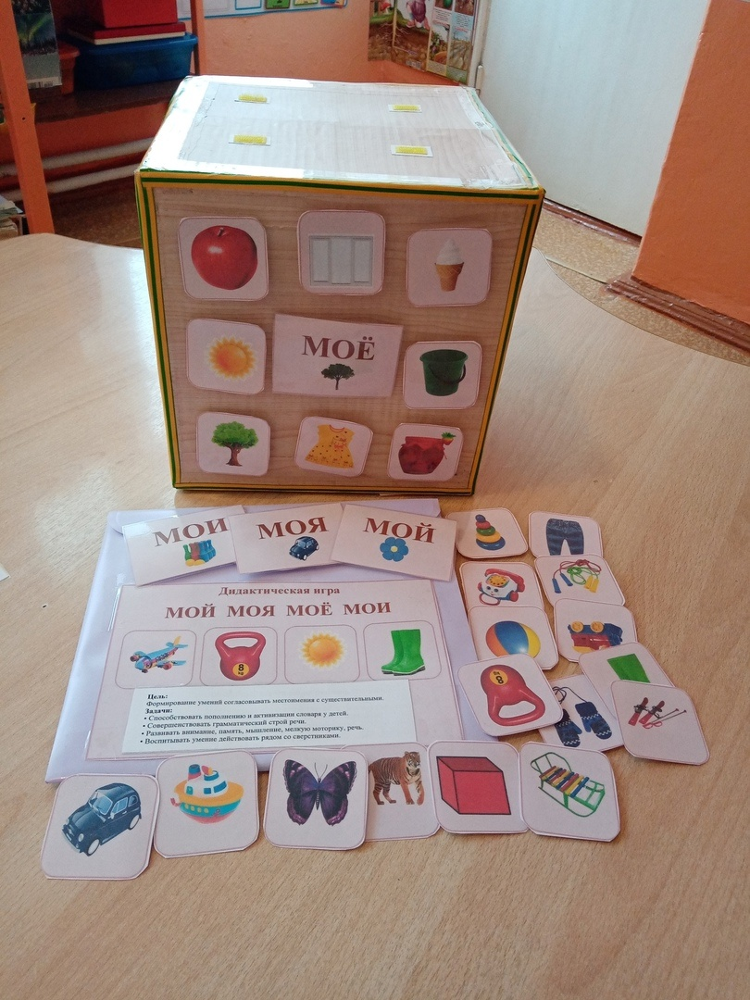 МОЁ
МОИ
МОЯ
МОЙ
Дидактическая игра
МОЙ МОЯ МОЁ МОИ
8
kg
Цель:
Формирование умений согласовывать местоимения с существительными.
Задачи:
• Способствовать пополнению и активизации словаря у детей.
• Совершенствовать грамматический строй речи.
• Развивать внимание, память, мышление, мелкую моторику, речь.
• Воспитывать умение действовать рядом со сверстниками.
8